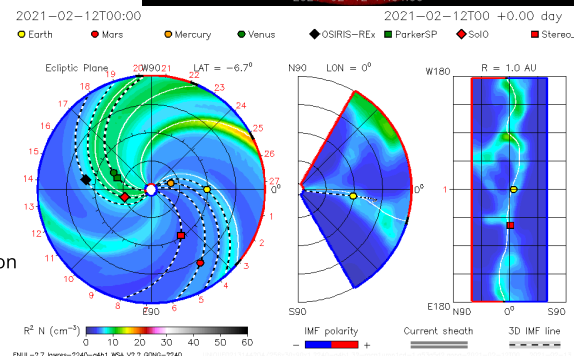 2021-02-12T00:00
2021-02-12T00 +0.00 day
Earth Mars Mercury Venus OSIRIS-REx ParkerSP SolO Stereo_
Ecliptic Plane W90 LAT = -6.7° N90 LON = 0° W180 R = 1.0 AU
19 20 21 22
18
17
16
15
14
13
12
11
10
9
8
7
6
5
4
3
2
1
27
26
25
23
0° 0° 1
on
E90 S90 E180 N90 0° S90
R² N (cm⁻³) 0 10 20 30 40 50 60
IMF polarity
- +
Current sheath
3D IMF line